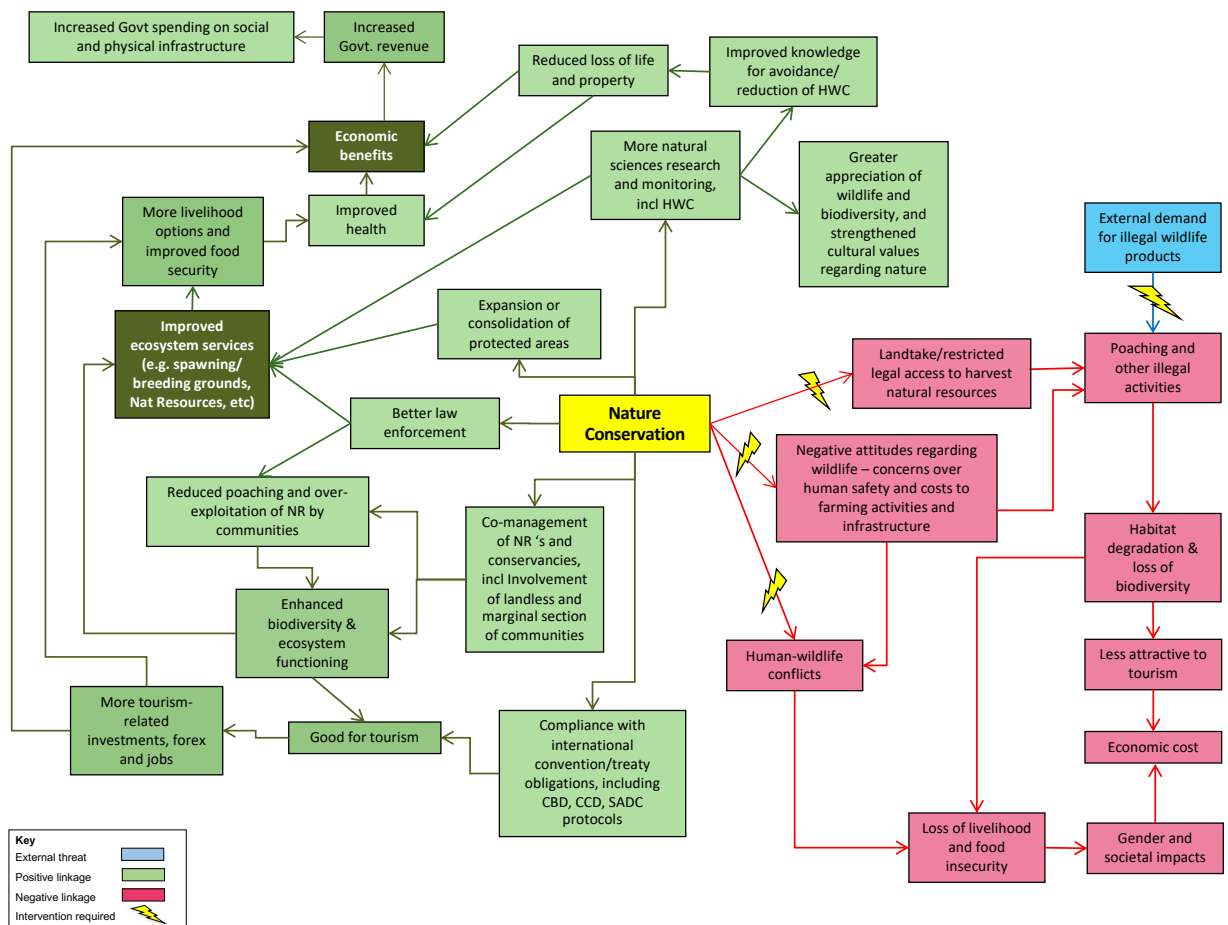 Increased Govt spending on social
and physical infrastructure
Increased
Govt. revenue
Reduced loss of life
and property
Improved knowledge
for avoidance/
reduction of HWC
Economic
benefits
More natural
sciences research
and monitoring,
incl HWC
Greater
appreciation of
wildlife and
biodiversity, and
strengthened
cultural values
regarding nature
More livelihood
options and
improved food
security
Improved
health
External demand
for illegal wildlife
products
Improved
ecosystem services
(e.g. spawning/
breeding grounds,
Nat Resources, etc)
Expansion or
consolidation of
protected areas
Landtake/restricted
legal access to harvest
natural resources
Poaching and
other illegal
activities
Better law
enforcement
Nature
Conservation
Negative attitudes regarding
wildlife – concerns over
human safety and costs to
farming activities and
infrastructure
Reduced poaching and over-
exploitation of NR by
communities
Co-management
of NR ‘s and
conservancies,
incl Involvement
of landless and
marginal section
of communities
Habitat
degradation &
loss of
biodiversity
Enhanced
biodiversity &
ecosystem
functioning
Human-wildlife
conflicts
Less attractive to
tourism
More tourism-
related
investments, forex
and jobs
Good for tourism
Compliance with
international
convention/treaty
obligations, including
CBD, CCD, SADC
protocols
Economic cost
Loss of livelihood
and food
insecurity
Gender and
societal impacts
Key
External threat
Positive linkage
Negative linkage
Intervention required